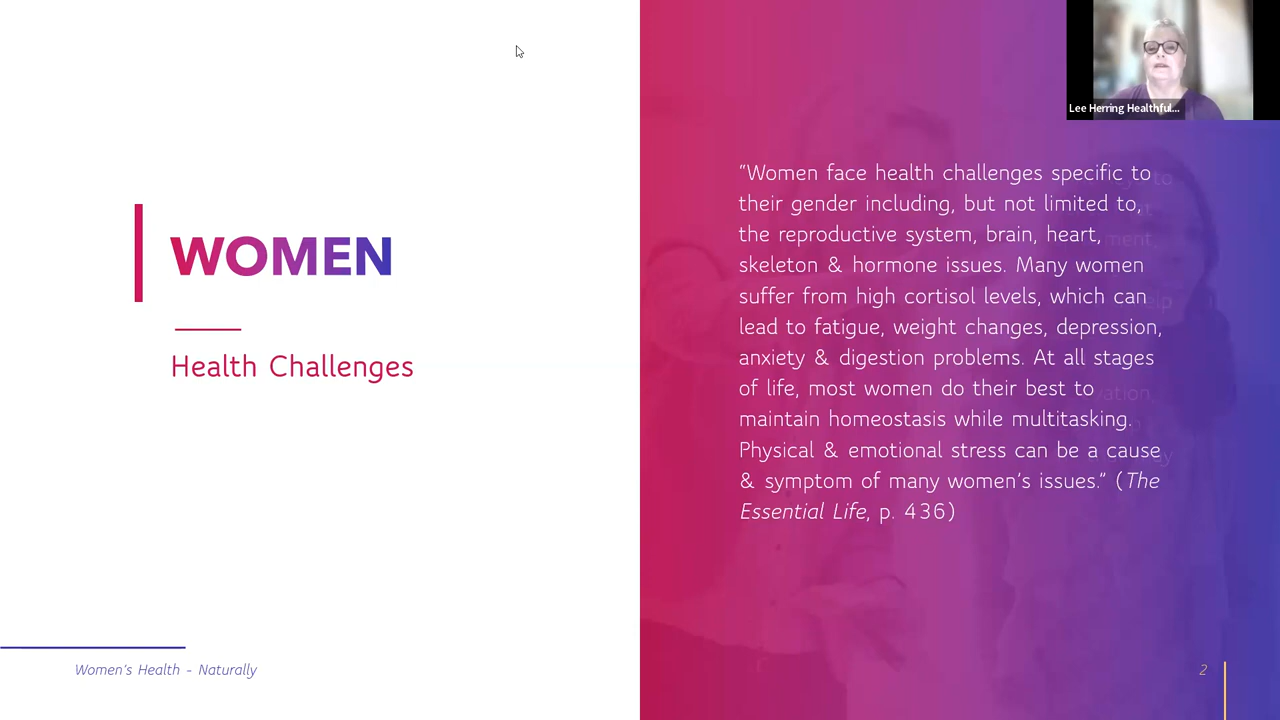 Lee Herring Healthful...
WOMEN
Health Challenges
“Women face health challenges specific to
their gender including, but not limited to,
the reproductive system, brain, heart,
skeleton & hormone issues. Many women
suffer from high cortisol levels, which can
lead to fatigue, weight changes, depression,
anxiety & digestion problems. At all stages
of life, most women do their best to
maintain homeostasis while multitasking.
Physical & emotional stress can be a cause
& symptom of many women’s issues.” (The
Essential Life, p. 436)
Women’s Health - Naturally
2